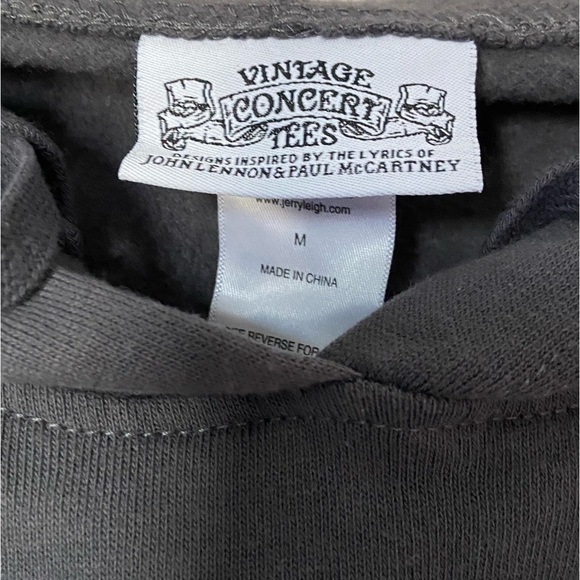 VINTAGE
CONCERT
TEES
DESIGNS INSPIRED BY THE LYRICS OF
JOHN LENNON & PAUL McCARTNEY
www.jerryleigh.com
M
MADE IN CHINA
SEE REVERSE FOR